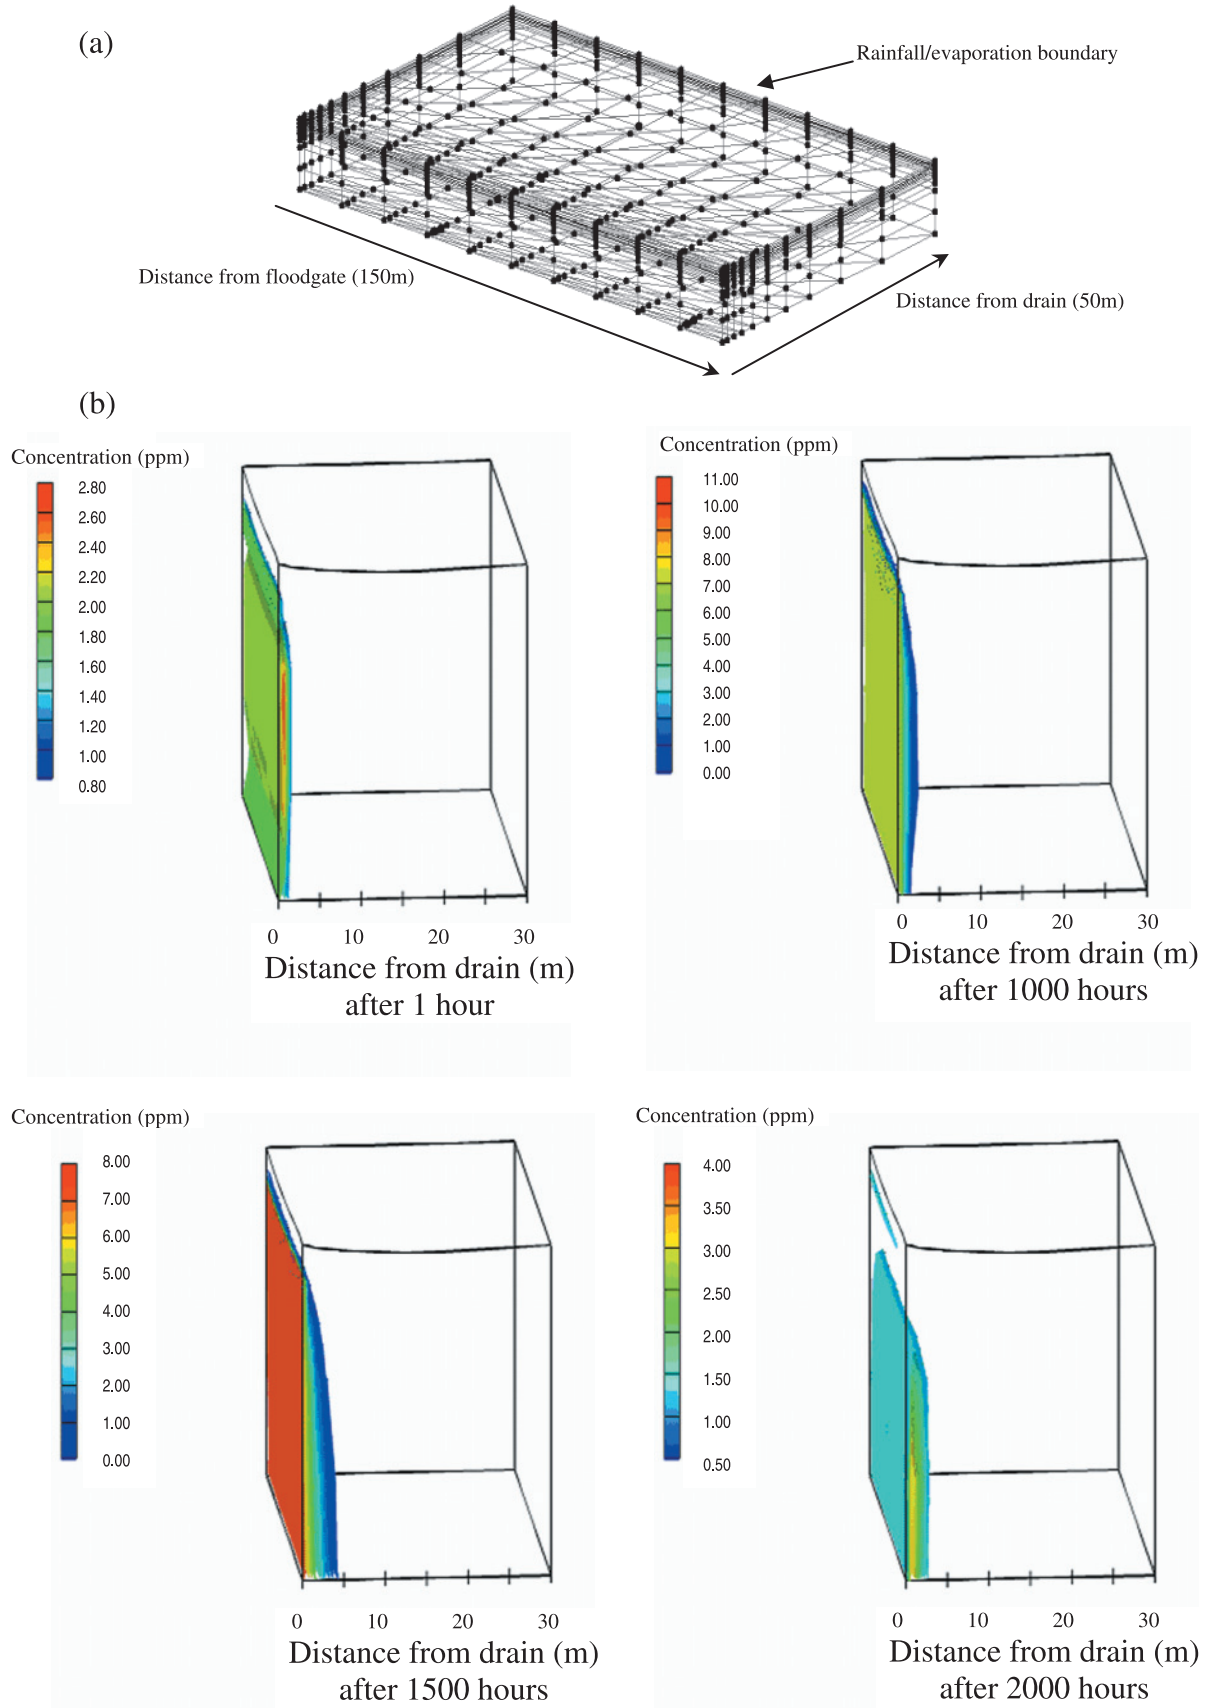 (a)
Rainfall/evaporation boundary
Distance from floodgate (150m)
Distance from drain (50m)
(b)
Concentration (ppm)
2.80
2.60
2.40
2.20
2.00
1.80
1.60
1.40
1.20
1.00
0.80
0 10 20 30
Distance from drain (m)
after 1 hour
Concentration (ppm)
11.00
10.00
9.00
8.00
7.00
6.00
5.00
4.00
3.00
2.00
1.00
0.00
0 10 20 30
Distance from drain (m)
after 1000 hours
Concentration (ppm)
8.00
7.00
6.00
5.00
4.00
3.00
2.00
1.00
0.00
0 10 20 30
Distance from drain (m)
after 1500 hours
Concentration (ppm)
4.00
3.50
3.00
2.50
2.00
1.50
1.00
0.50
0 10 20 30
Distance from drain (m)
after 2000 hours